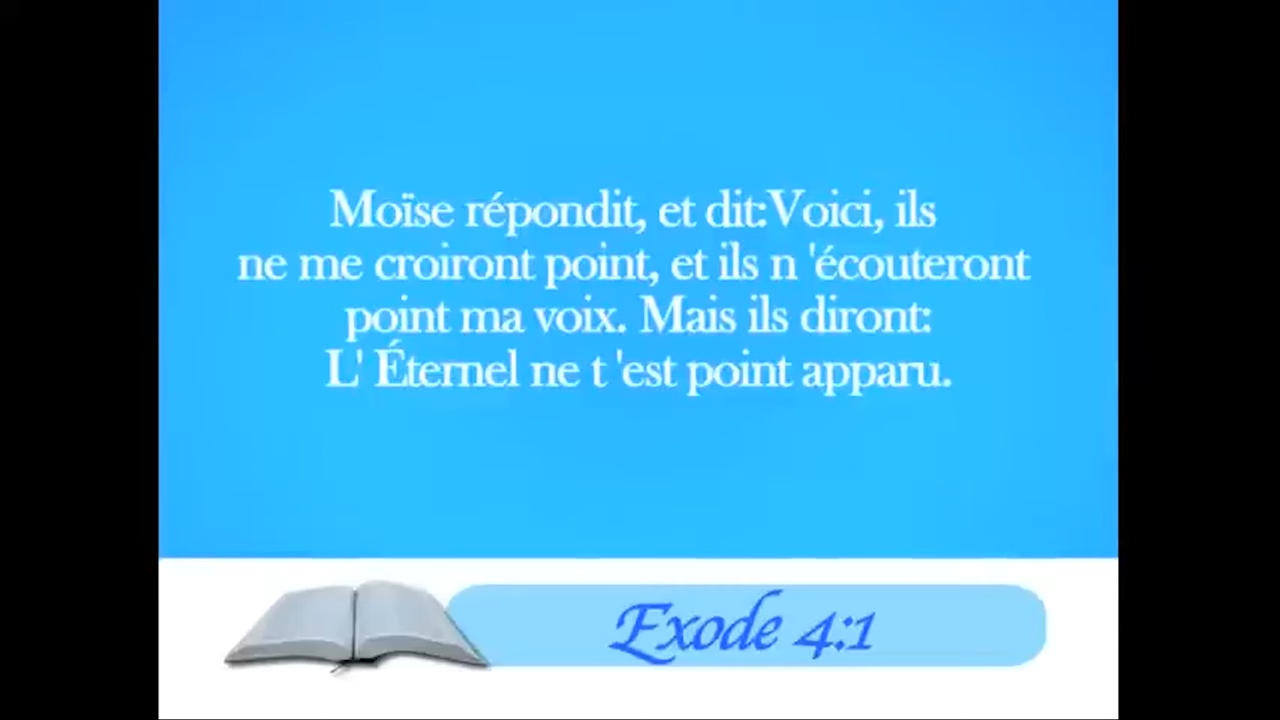 Moïse répondit, et dit:Voici, ils
ne me croiront point, et ils n 'écouteront
point ma voix. Mais ils diront:
L' Éternel ne t 'est point apparu.
Exode 4:1